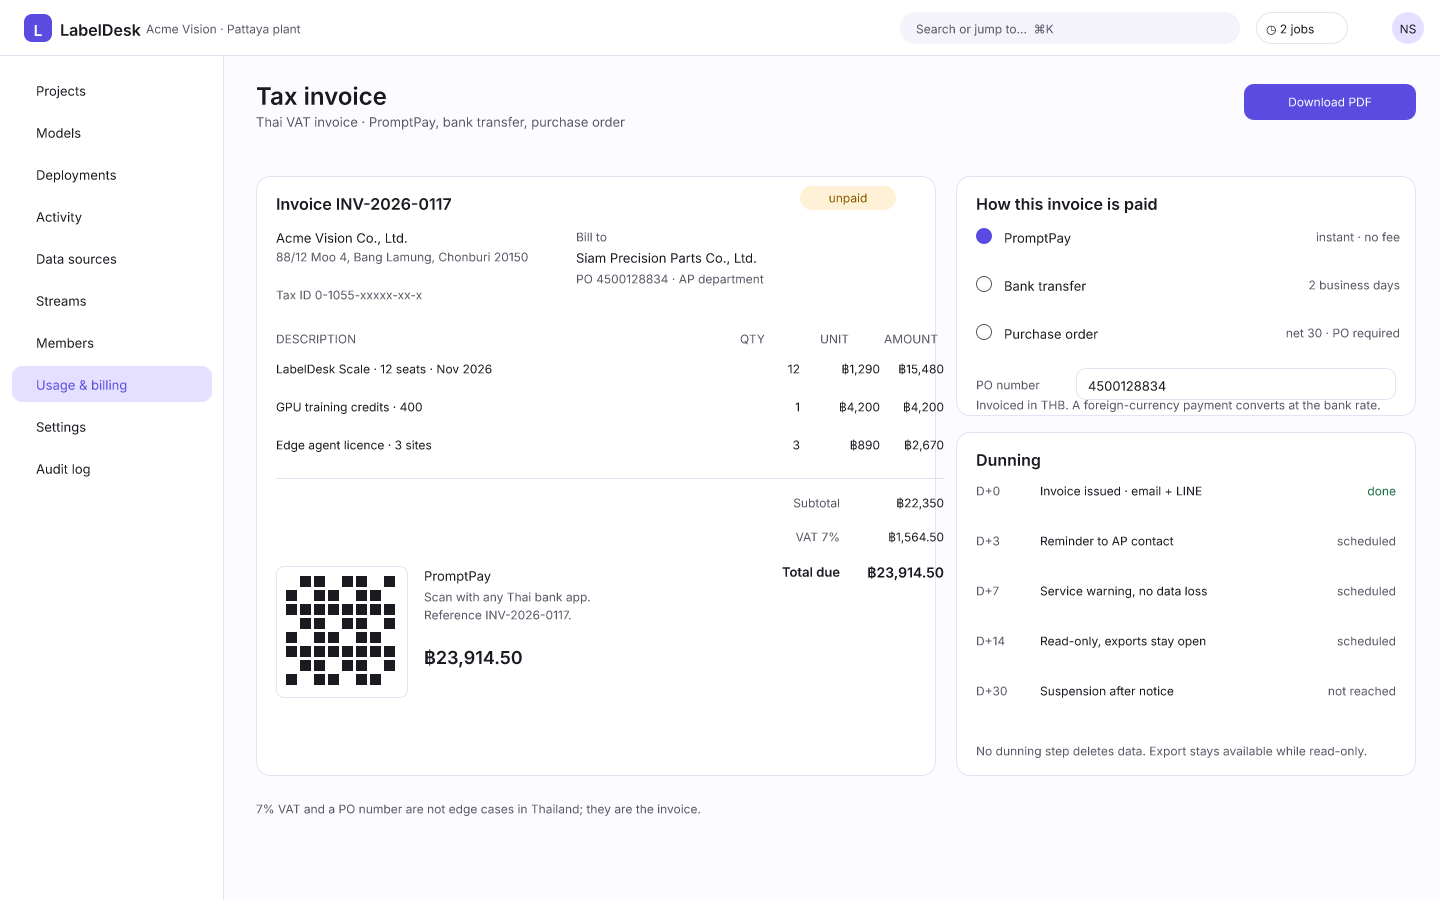 L LabelDesk Acme Vision · Pattaya plant
Search or jump to... ⌘K
◷ 2 jobs
NS
Projects
Models
Deployments
Activity
Data sources
Streams
Members
Usage & billing
Settings
Audit log
Tax invoice
Thai VAT invoice · PromptPay, bank transfer, purchase order
Download PDF
Invoice INV-2026-0117
unpaid
Acme Vision Co., Ltd.
88/12 Moo 4, Bang Lamung, Chonburi 20150
Tax ID 0-1055-xxxxx-xx-x
Bill to
Siam Precision Parts Co., Ltd.
PO 4500128834 · AP department
DESCRIPTION QTY UNIT AMOUNT
LabelDesk Scale · 12 seats · Nov 2026 12 ฿1,290 ฿15,480
GPU training credits · 400 1 ฿4,200 ฿4,200
Edge agent licence · 3 sites 3 ฿890 ฿2,670
Subtotal ฿22,350
VAT 7% ฿1,564.50
Total due ฿23,914.50
PromptPay
Scan with any Thai bank app.
Reference INV-2026-0117.
฿23,914.50
How this invoice is paid
PromptPay instant · no fee
Bank transfer 2 business days
Purchase order net 30 · PO required
PO number 4500128834
Invoiced in THB. A foreign-currency payment converts at the bank rate.
Dunning
D+0 Invoice issued · email + LINE done
D+3 Reminder to AP contact scheduled
D+7 Service warning, no data loss scheduled
D+14 Read-only, exports stay open scheduled
D+30 Suspension after notice not reached
No dunning step deletes data. Export stays available while read-only.
7% VAT and a PO number are not edge cases in Thailand; they are the invoice.